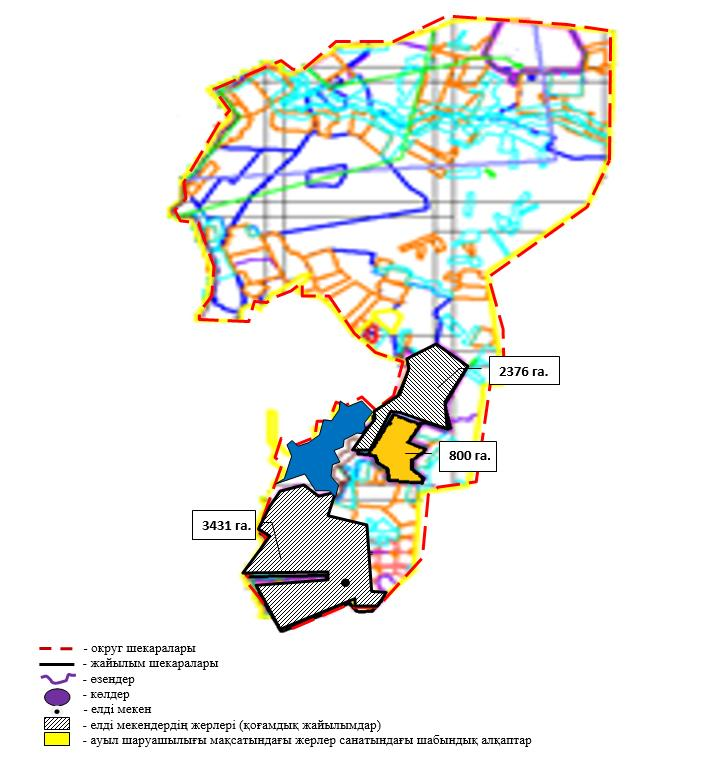 2376 га.
800 га.
3431 га.
- округ шекаралары
- жайылым шекаралары
- өзендер
- көлдер
- елді мекен
- елді мекендердің жерлері (қоғамдық жайылымдар)
- ауыл шаруашылығы мақсатындағы жерлер санатындағы шабындық алқаптар